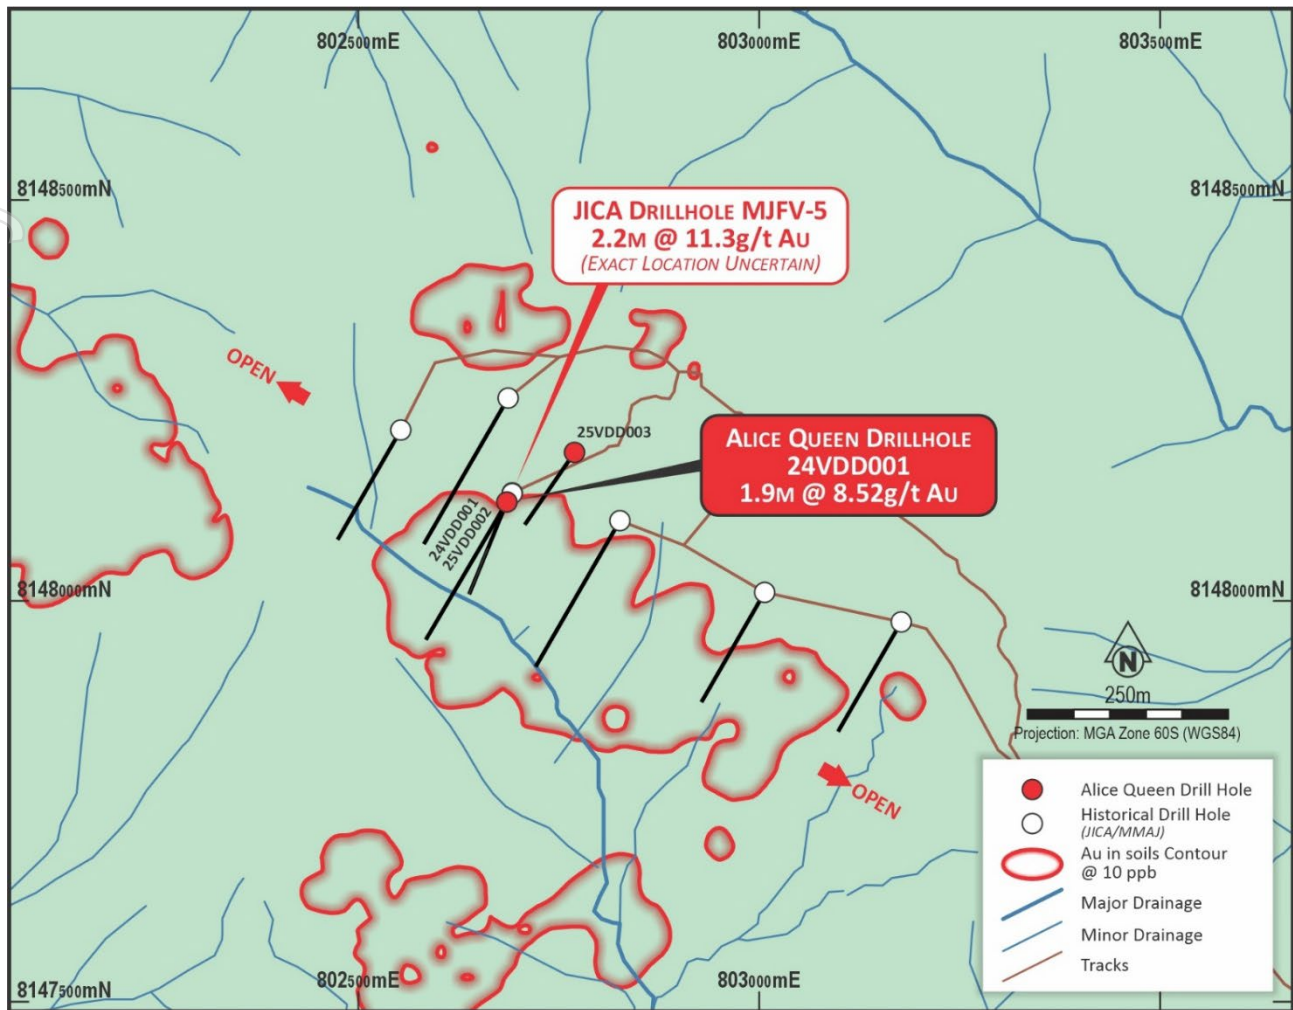 802500mE
803000mE
803500mE
8148500mN
8148500mN
JICA DRILLHOLE MJFV-5
2.2M @ 11.3g/t AU
(EXACT LOCATION UNCERTAIN)
OPEN
25VDD003
ALICE QUEEN DRILLHOLE
24VDD001
1.9M @ 8.52g/t AU
24VDD001
25VDD002
8148000mN
8148000mN
N
250m
Projection: MGA Zone 60S (WGS84)
OPEN
Alice Queen Drill Hole
Historical Drill Hole
(JICA/MMAJ)
Au in soils Contour
@ 10 ppb
Major Drainage
Minor Drainage
Tracks
8147500mN
802500mE
803000mE